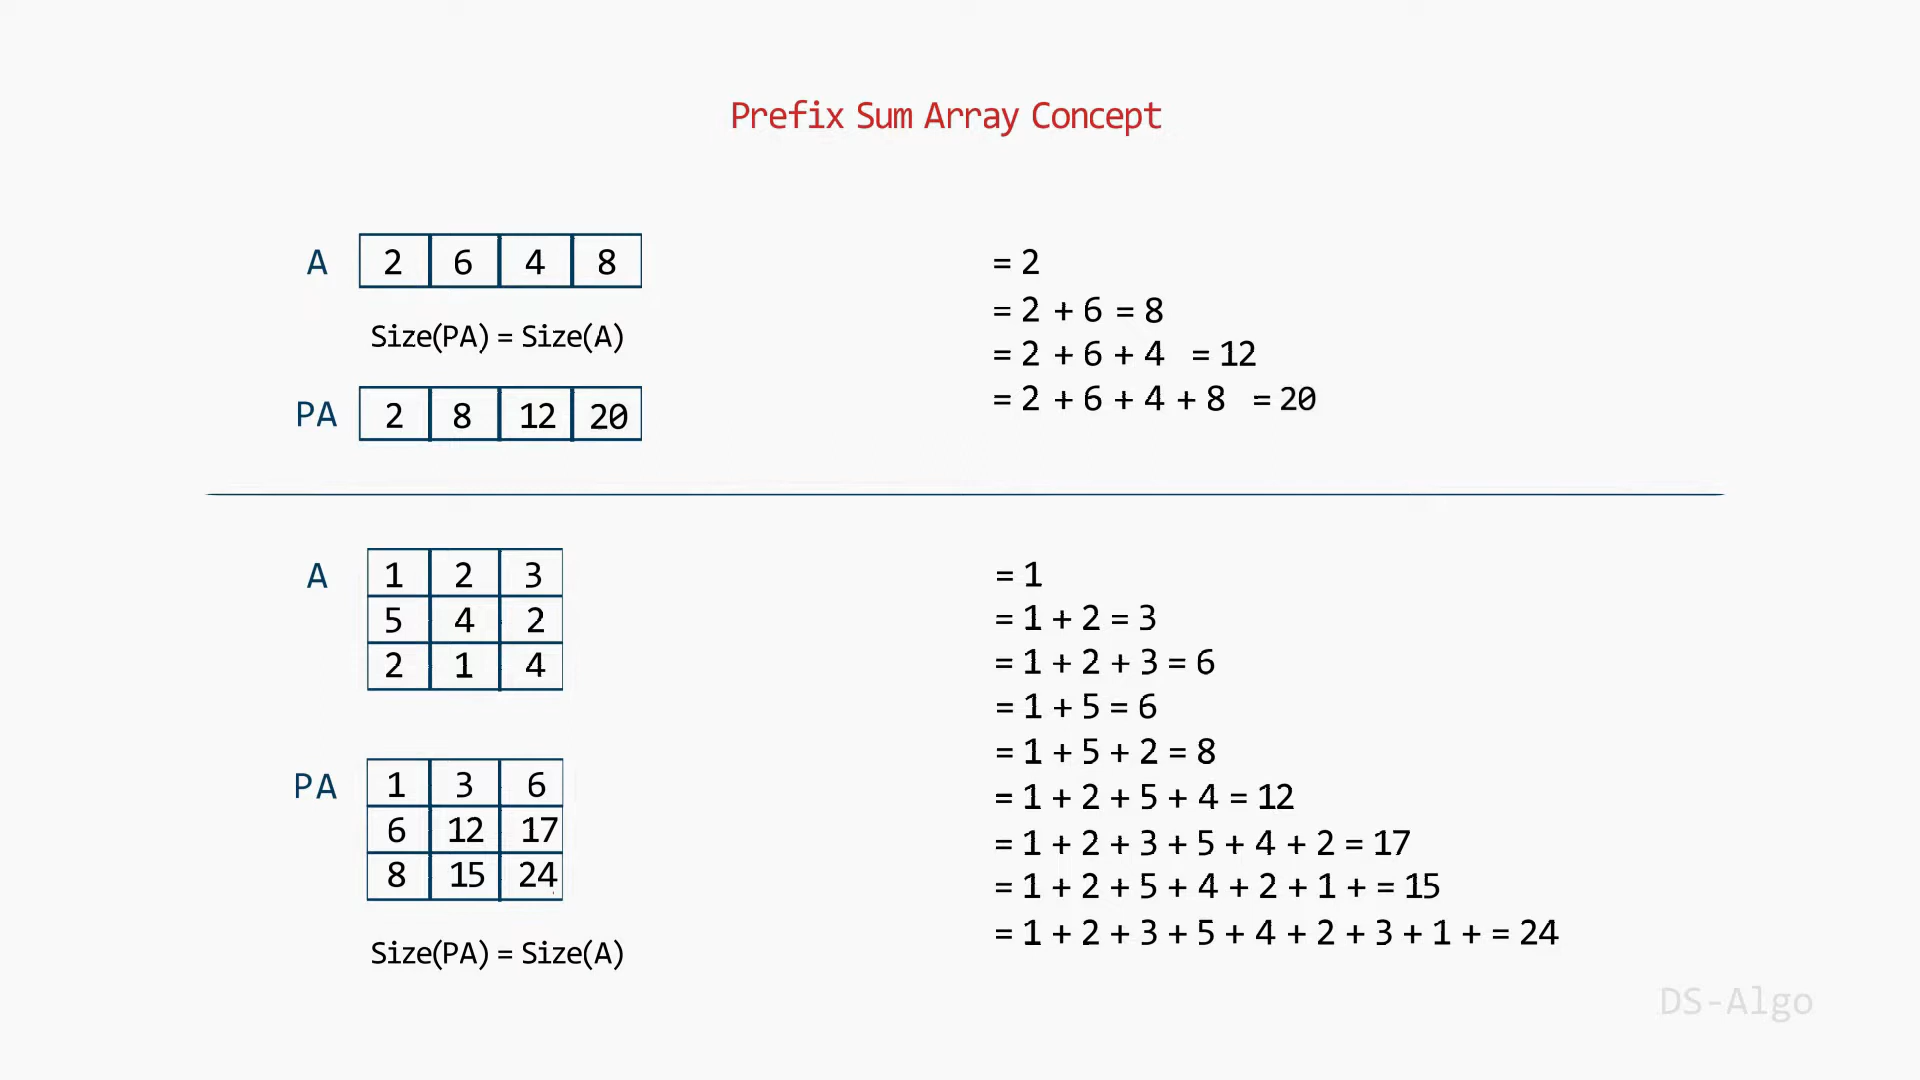 Prefix Sum Array Concept
A 2 6 4 8
Size(PA) = Size(A)
PA 2 8 12 20
= 2
= 2 + 6 = 8
= 2 + 6 + 4 = 12
= 2 + 6 + 4 + 8 = 20
A 1 2 3
5 4 2
2 1 4
PA 1 3 6
6 12 17
8 15 24
Size(PA) = Size(A)
= 1
= 1 + 2 = 3
= 1 + 2 + 3 = 6
= 1 + 5 = 6
= 1 + 5 + 2 = 8
= 1 + 2 + 5 + 4 = 12
= 1 + 2 + 3 + 5 + 4 + 2 = 17
= 1 + 2 + 5 + 4 + 2 + 1 + = 15
= 1 + 2 + 3 + 5 + 4 + 2 + 3 + 1 + = 24
DS-Algo